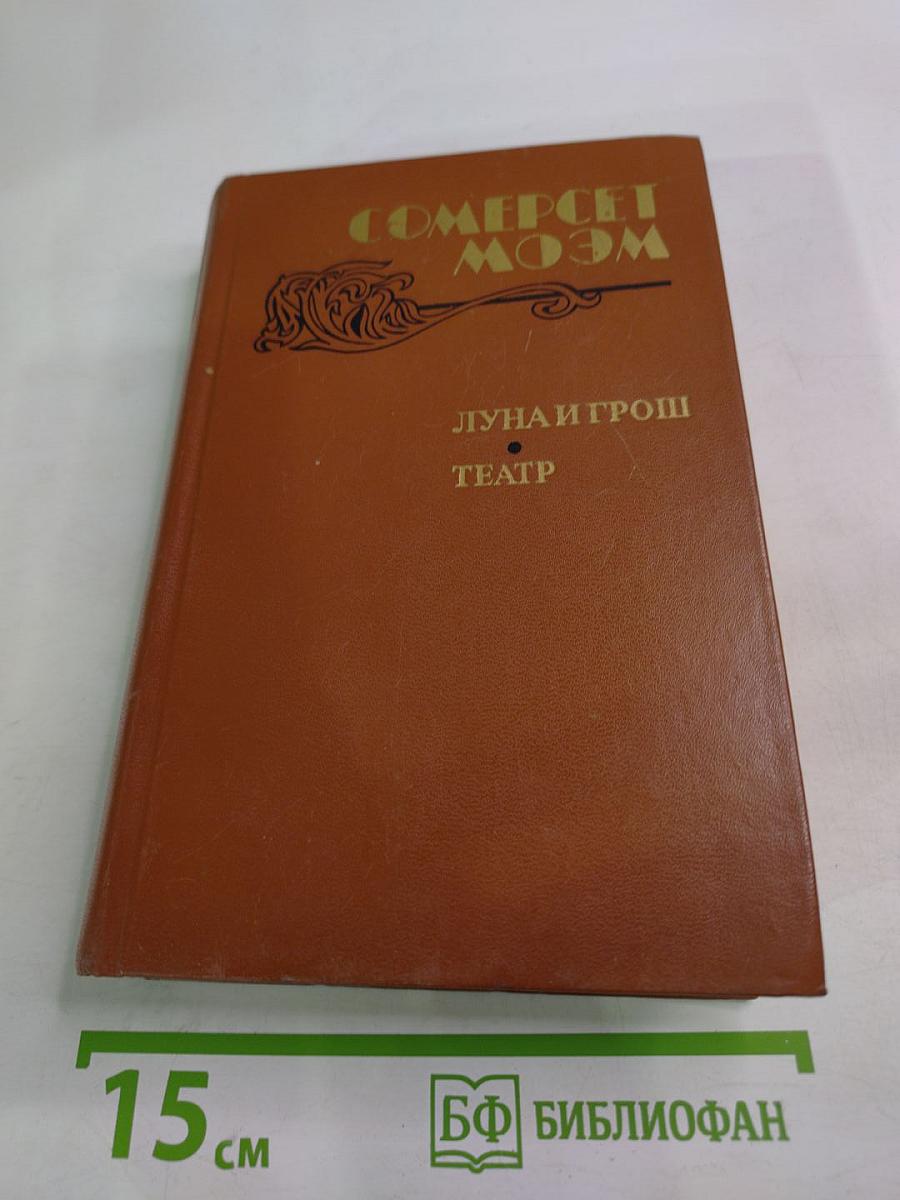 СОМЕРСЕТ
МОЭМ
ЛУНА И ГРОШ
ТЕАТР
15 см
БФ БИБЛИОФАН